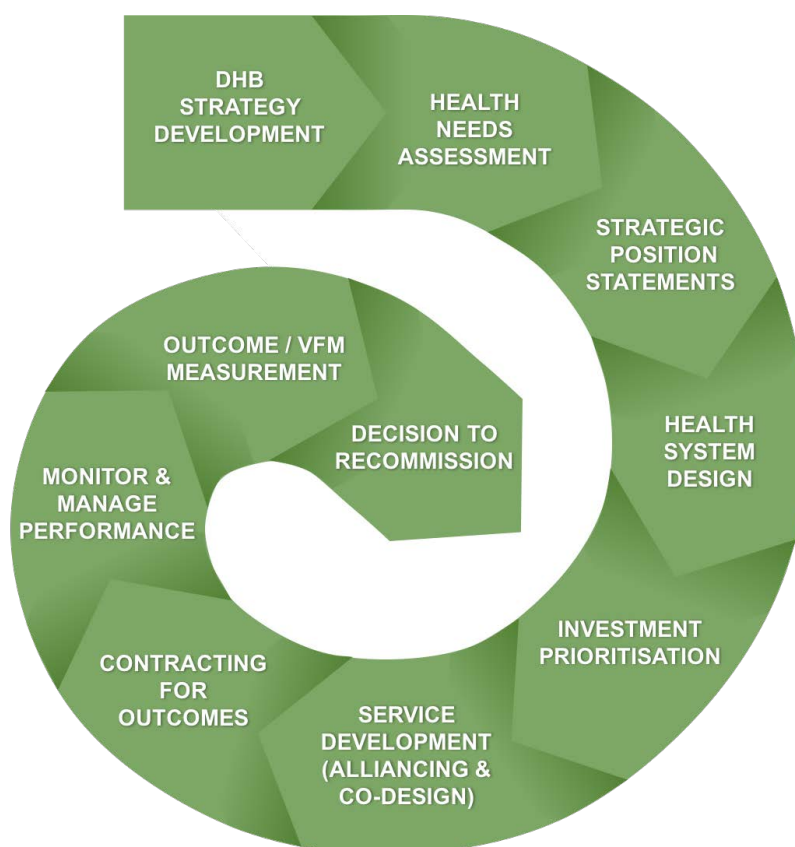 DHB
STRATEGY
DEVELOPMENT
HEALTH
NEEDS
ASSESSMENT
STRATEGIC
POSITION
STATEMENTS
HEALTH
SYSTEM
DESIGN
INVESTMENT
PRIORITISATION
SERVICE
DEVELOPMENT
(ALLIANCING &
CO-DESIGN)
CONTRACTING
FOR
OUTCOMES
MONITOR &
MANAGE
PERFORMANCE
OUTCOME / VFM
MEASUREMENT
DECISION TO
RECOMMISSION